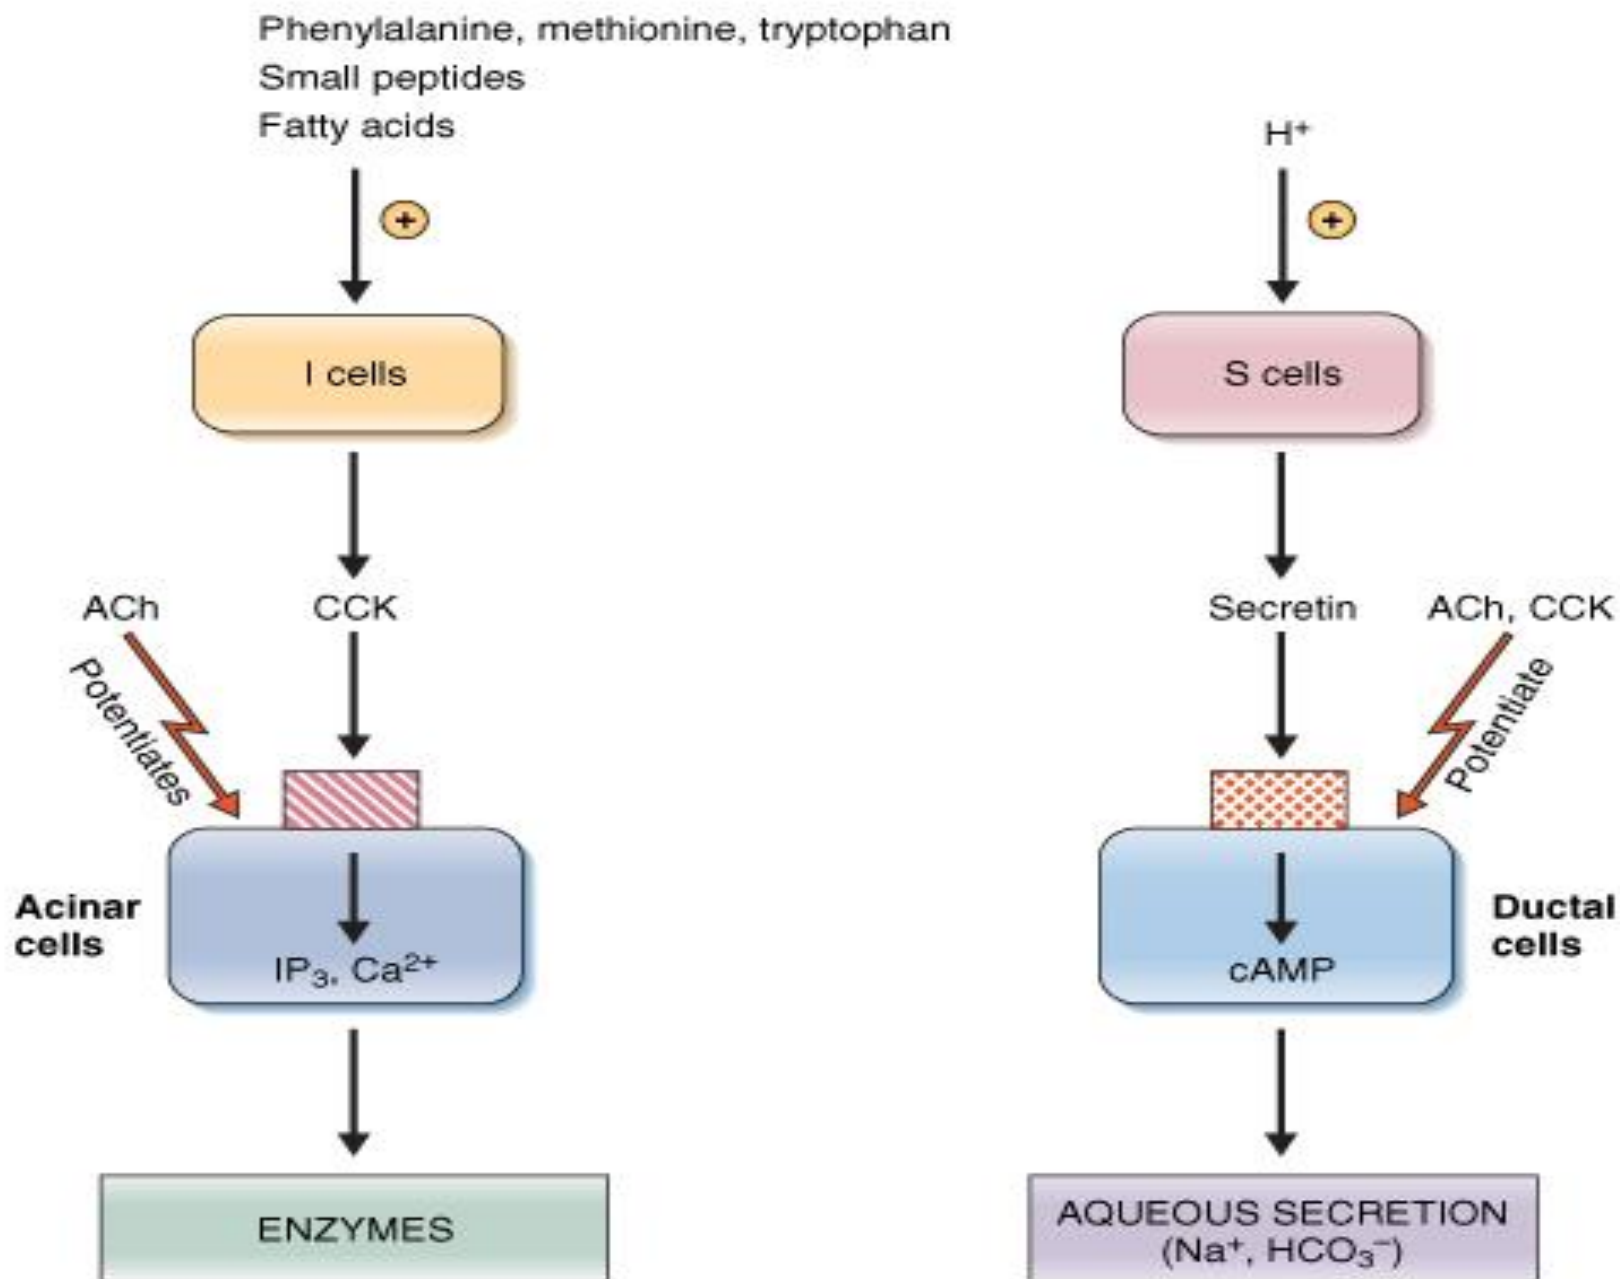 Phenylalanine, methionine, tryptophan
Small peptides
Fatty acids
H⁺
+
+
I cells
S cells
ACh
CCK
Secretin
ACh, CCK
Potentiates
Potentiate
Acinar
cells
IP₃, Ca²⁺
cAMP
Ductal
cells
ENZYMES
AQUEOUS SECRETION
(Na⁺, HCO₃⁻)